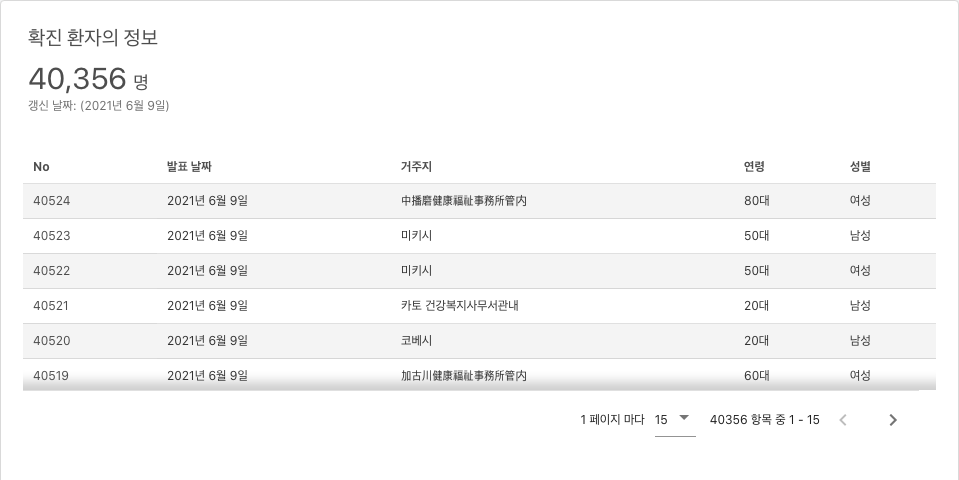 확진 환자의 정보
40,356 명
갱신 날짜: (2021년 6월 9일)
No 발표 날짜 거주지 연령 성별
40524 2021년 6월 9일 中播磨健康福祉事務所管内 80대 여성
40523 2021년 6월 9일 미키시 50대 남성
40522 2021년 6월 9일 미키시 50대 여성
40521 2021년 6월 9일 카토 건강복지사무서관내 20대 남성
40520 2021년 6월 9일 코베시 20대 남성
40519 2021년 6월 9일 加古川健康福祉事務所管内 60대 여성
1 페이지 마다 15 40356 항목 중 1 - 15